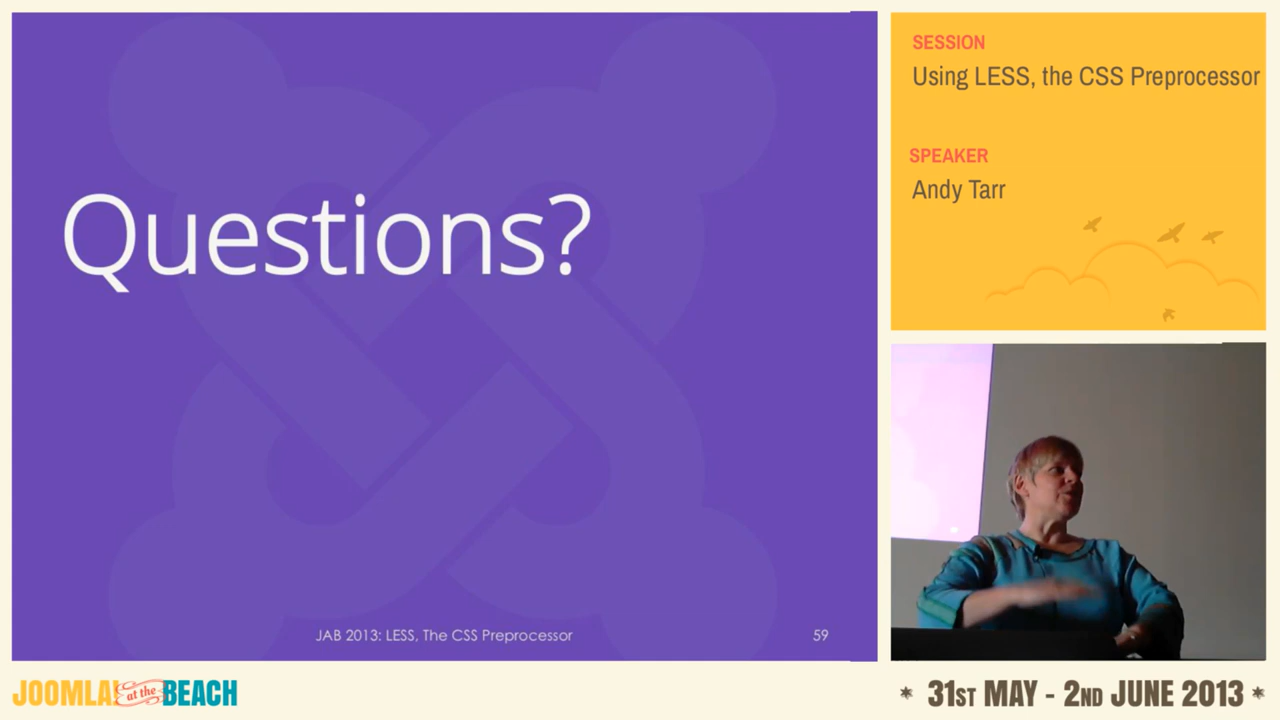 Questions?
JAB 2013: LESS, The CSS Preprocessor
59
SESSION
Using LESS, the CSS Preprocessor
SPEAKER
Andy Tarr
JOOMLA! at the BEACH
* 31ST MAY - 2ND JUNE 2013 *